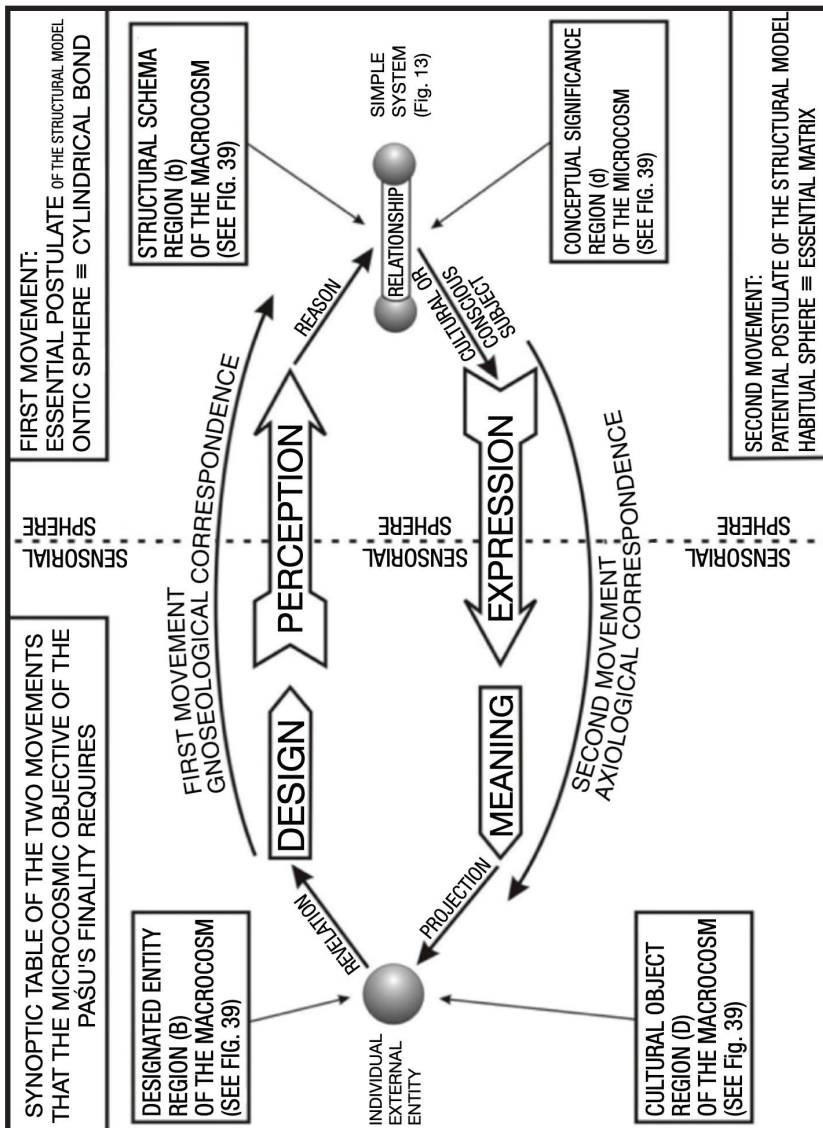 SYNOPTIC TABLE OF THE TWO MOVEMENTS
THAT THE MICROCOSMIC OBJECTIVE OF THE
PAŚU'S FINALITY REQUIRES
FIRST MOVEMENT:
ESSENTIAL POSTULATE OF THE STRUCTURAL MODEL
ONTIC SPHERE ≡ CYLINDRICAL BOND
DESIGNATED ENTITY
REGION (B)
OF THE MACROCOSM
(SEE FIG. 39)
SENSORIAL
SPHERE
STRUCTURAL SCHEMA
REGION (b)
OF THE MACROCOSM
(SEE FIG. 39)
FIRST MOVEMENT
GNOSEOLOGICAL CORRESPONDENCE
REVELATION
DESIGN
PERCEPTION
REASON
INDIVIDUAL
EXTERNAL
ENTITY
SENSORIAL
SPHERE
RELATIONSHIP
SIMPLE
SYSTEM
(Fig. 13)
PROJECTION
MEANING
EXPRESSION
CULTURAL OR
CONSCIOUS
SUBJECT
SECOND MOVEMENT
AXIOLOGICAL CORRESPONDENCE
CULTURAL OBJECT
REGION (D)
OF THE MACROCOSM
(SEE Fig. 39)
CONCEPTUAL SIGNIFICANCE
REGION (d)
OF THE MICROCOSM
(SEE FIG. 39)
SENSORIAL
SPHERE
SECOND MOVEMENT:
PATENTIAL POSTULATE OF THE STRUCTURAL MODEL
HABITUAL SPHERE ≡ ESSENTIAL MATRIX